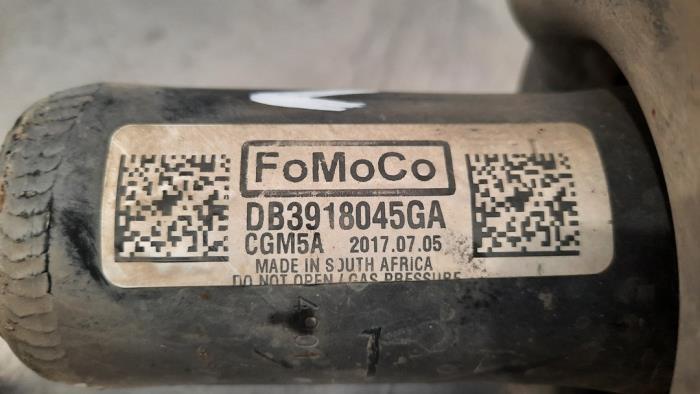 FoMoCo
DB3918045GA
CGM5A 2017.07.05
MADE IN SOUTH AFRICA
DO NOT OPEN / GAS PRESSURE